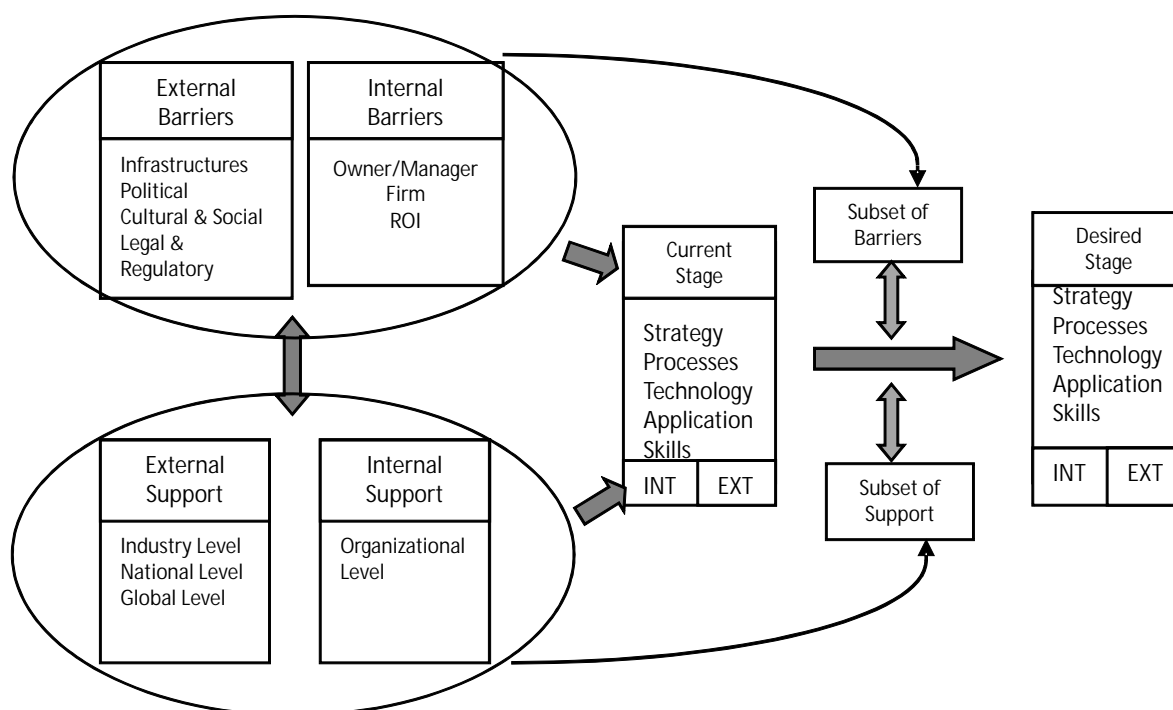 External
Barriers
Infrastructures
Political
Cultural & Social
Legal &
Regulatory
Internal
Barriers
Owner/Manager
Firm
ROI
External
Support
Industry Level
National Level
Global Level
Internal
Support
Organizational
Level
Current
Stage
Strategy
Processes
Technology
Application
Skills
INT
EXT
Subset of
Barriers
Subset of
Support
Desired
Stage
Strategy
Processes
Technology
Application
Skills
INT
EXT